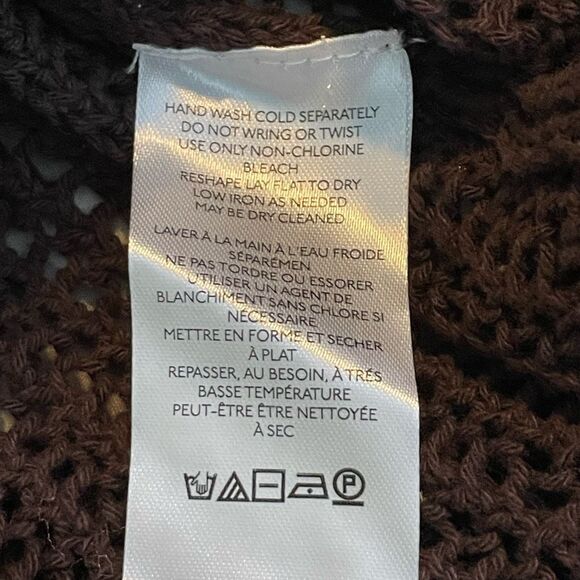 HAND WASH COLD SEPARATELY
DO NOT WRING OR TWIST
USE ONLY NON-CHLORINE
BLEACH
RESHAPE LAY FLAT TO DRY
LOW IRON AS NEEDED
MAY BE DRY CLEANED
LAVER À LA MAIN À L'EAU FROIDE
SÉPARÉMEN
NE PAS TORDRE OU ESSORER
UTILISER UN AGENT DE
BLANCHIMENT SANS CHLORE SI
NÉCESSAIRE
METTRE EN FORME ET SECHER
À PLAT
REPASSER, AU BESOIN, À TRÉS
BASSE TEMPÉRATURE
PEUT-ÊTRE ÊTRE NETTOYÉE
À SEC
P